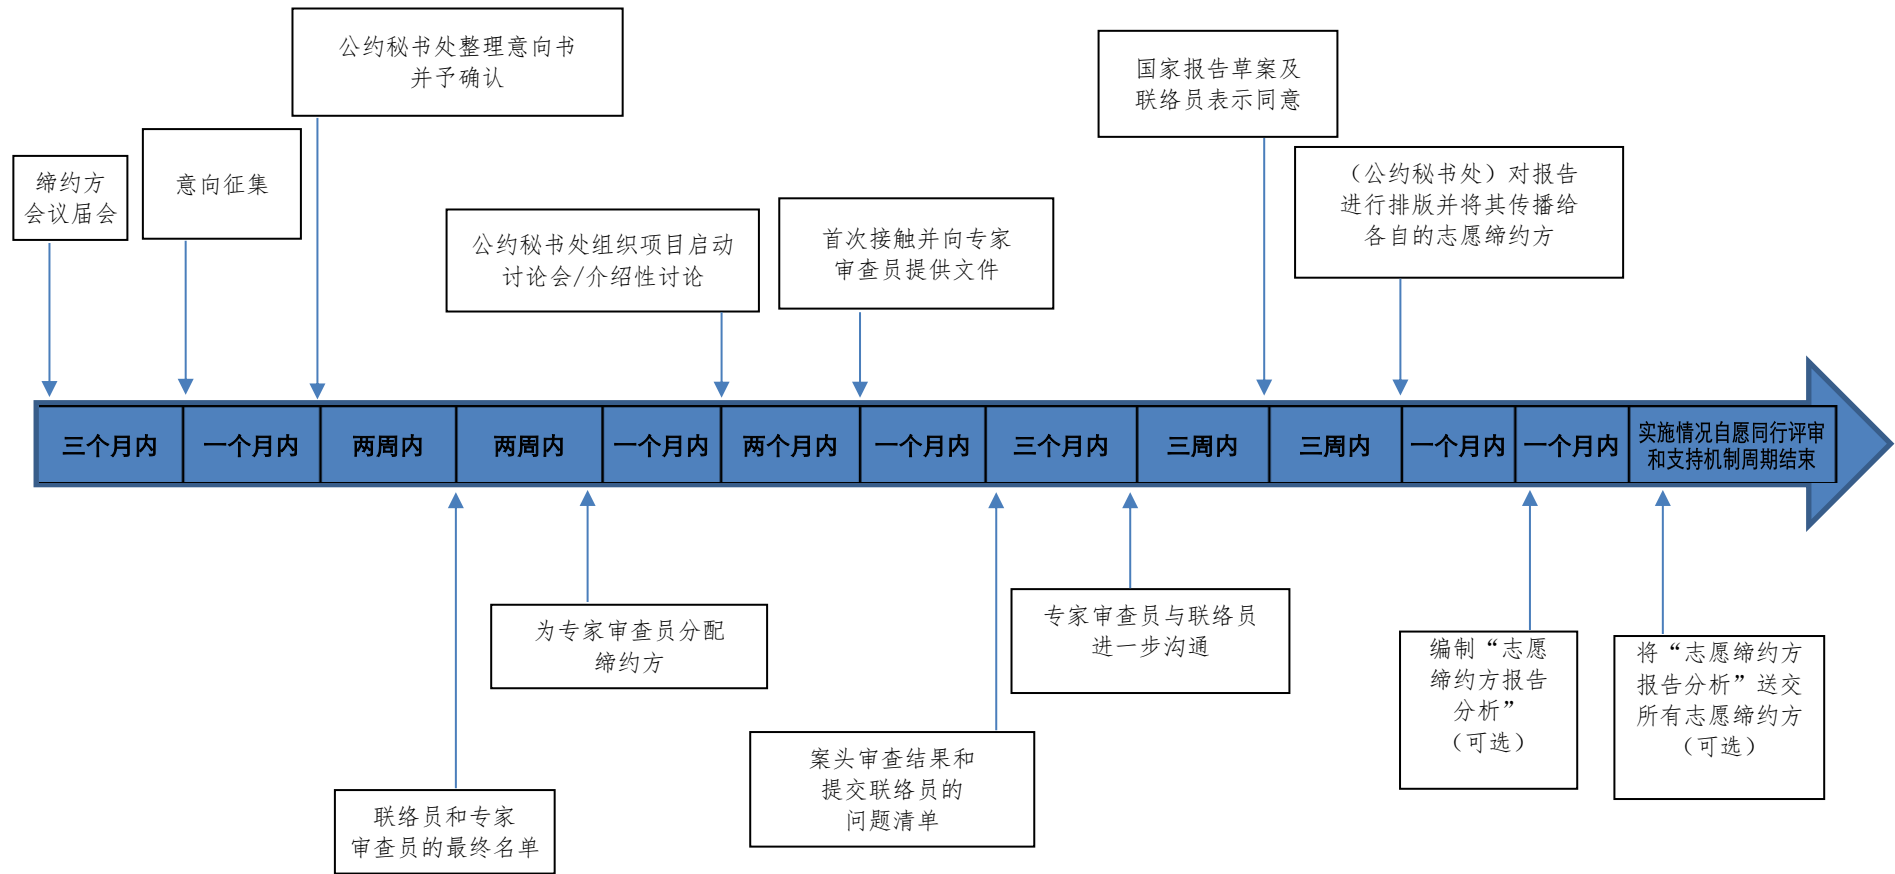 公约秘书处整理意向书
并予确认
国家报告草案及
联络员表示同意
缔约方
会议届会
意向征集
（公约秘书处）对报告
进行排版并将其传播给
各自的志愿缔约方
公约秘书处组织项目启动
讨论会/介绍性讨论
首次接触并向专家
审查员提供文件
三个月内
一个月内
两周内
两周内
一个月内
两个月内
一个月内
三个月内
三周内
三周内
一个月内
一个月内
实施情况自愿同行评审
和支持机制周期结束
为专家审查员分配
缔约方
专家审查员与联络员
进一步沟通
编制“志愿
缔约方报告
分析”
（可选）
将“志愿缔约方
报告分析”送交
所有志愿缔约方
（可选）
案头审查结果和
提交联络员的
问题清单
联络员和专家
审查员的最终名单